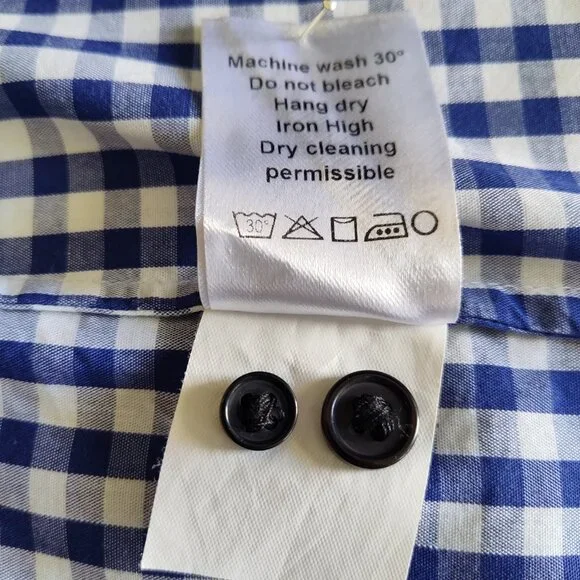 Machine wash 30°
Do not bleach
Hang dry
Iron High
Dry cleaning
permissible
30°